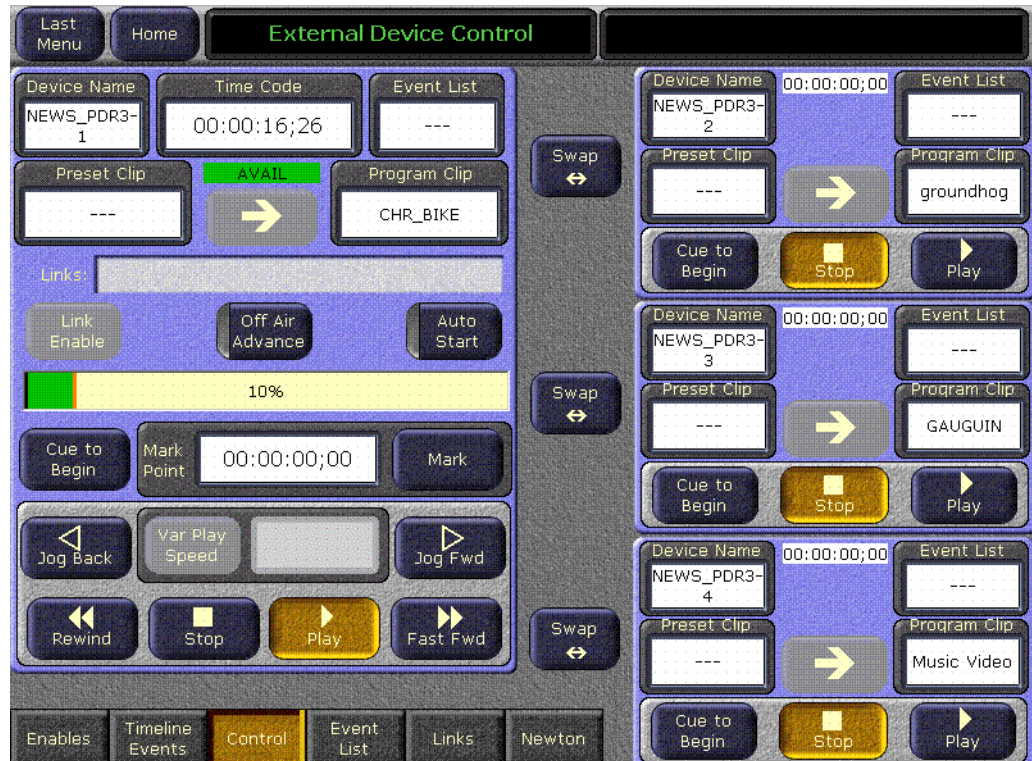 Last
Menu
Home
External Device Control
Device Name
NEWS_PDR3-
1
Time Code
00:00:16;26
Event List
---
Preset Clip
---
AVAIL
Program Clip
CHR_BIKE
Links:
Link
Enable
Off Air
Advance
Auto
Start
10%
Cue to
Begin
Mark
Point
00:00:00;00
Mark
Jog Back
Var Play
Speed
Jog Fwd
Rewind
Stop
Play
Fast Fwd
Swap
Swap
Swap
Device Name
NEWS_PDR3-
2
00:00:00;00
Event List
---
Preset Clip
---
Program Clip
groundhog
Cue to
Begin
Stop
Play
Device Name
NEWS_PDR3-
3
00:00:00;00
Event List
---
Preset Clip
---
Program Clip
GAUGUIN
Cue to
Begin
Stop
Play
Device Name
NEWS_PDR3-
4
00:00:00;00
Event List
---
Preset Clip
---
Program Clip
Music Video
Cue to
Begin
Stop
Play
Enables
Timeline
Events
Control
Event
List
Links
Newton